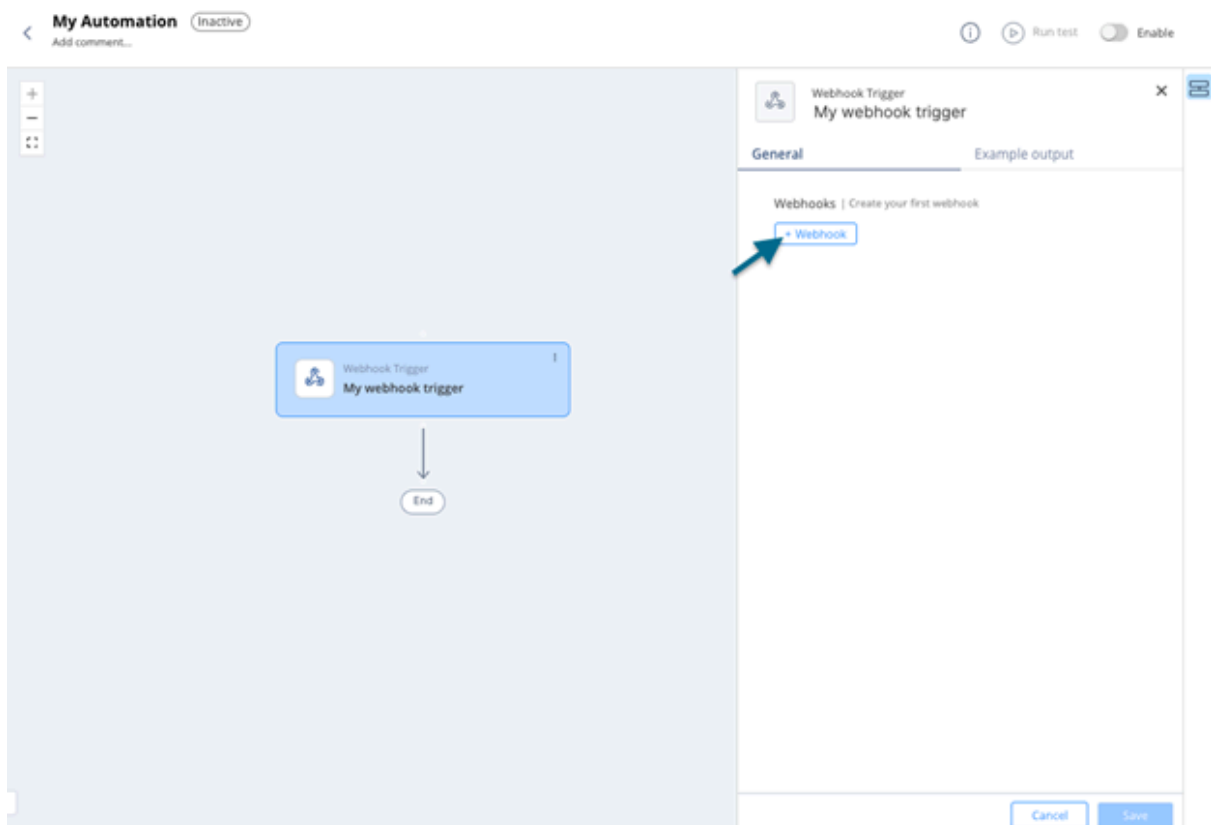 My Automation Inactive
Add comment...
Run test Enable
Webhook Trigger
My webhook trigger
General Example output
Webhooks | Create your first webhook
+ Webhook
Webhook Trigger
My webhook trigger
End
Cancel Save